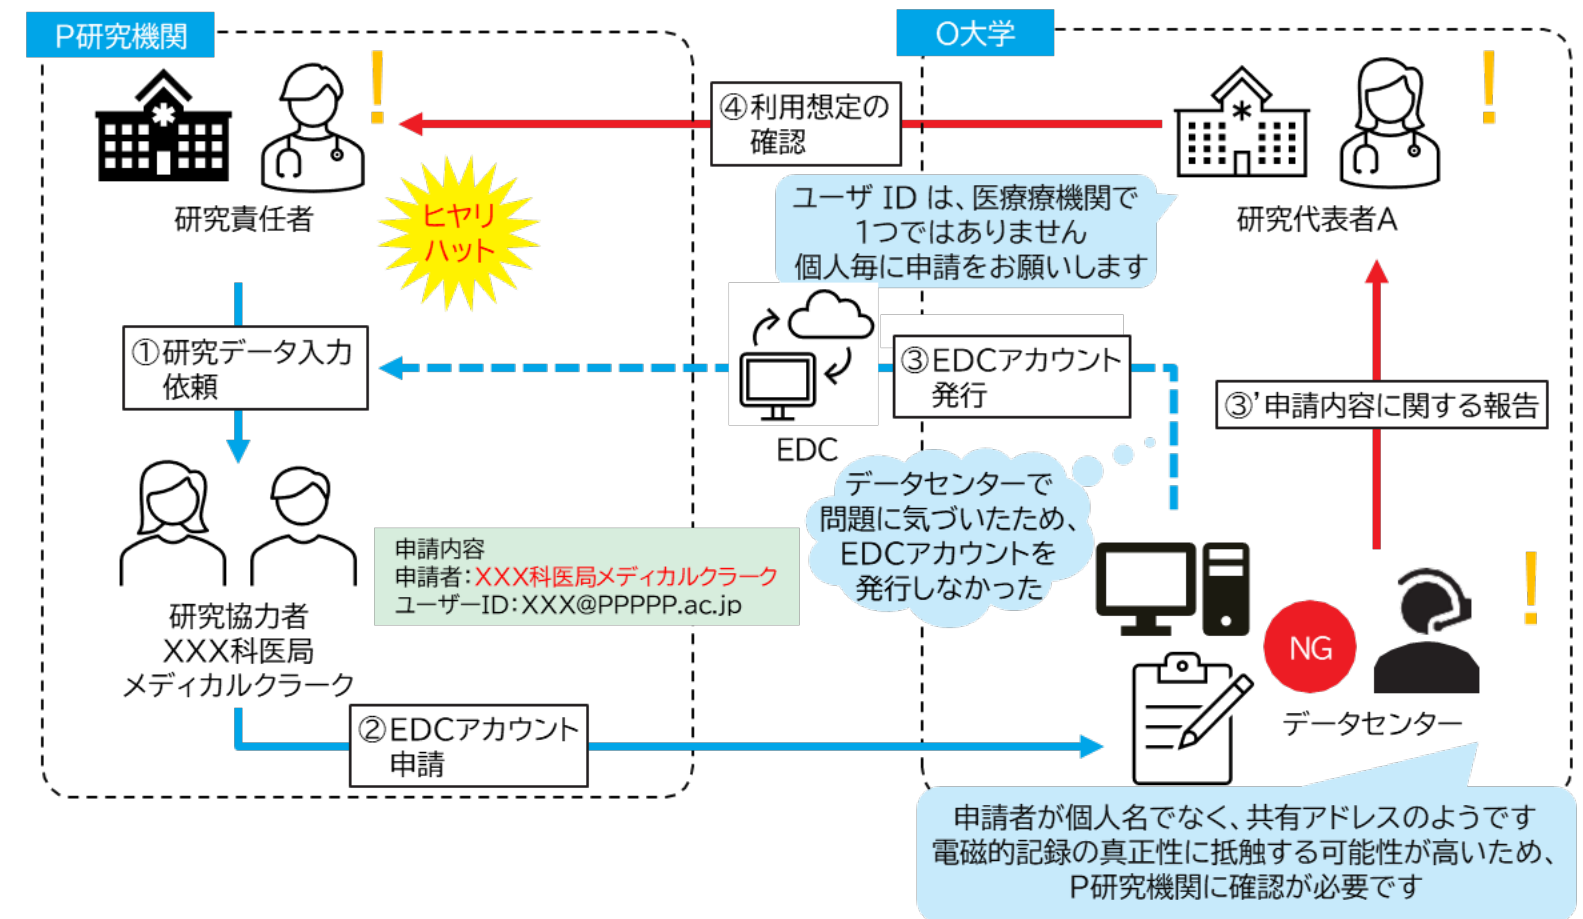 P研究機関
O大学
④利用想定の
確認
研究責任者
ヒヤリ
ハット
ユーザ ID は、医療療機関で
1つではありません
個人毎に申請をお願いします
研究代表者A
①研究データ入力
依頼
③EDCアカウント
発行
③’申請内容に関する報告
EDC
データセンターで
問題に気づいたため、
EDCアカウントを
発行しなかった
申請内容
申請者：XXX科医局メディカルクラーク
ユーザーID：XXX@PPPPP.ac.jp
研究協力者
XXX科医局
メディカルクラーク
NG
データセンター
②EDCアカウント
申請
申請者が個人名でなく、共有アドレスのようです
電磁的記録の真正性に抵触する可能性が高いため、
P研究機関に確認が必要です